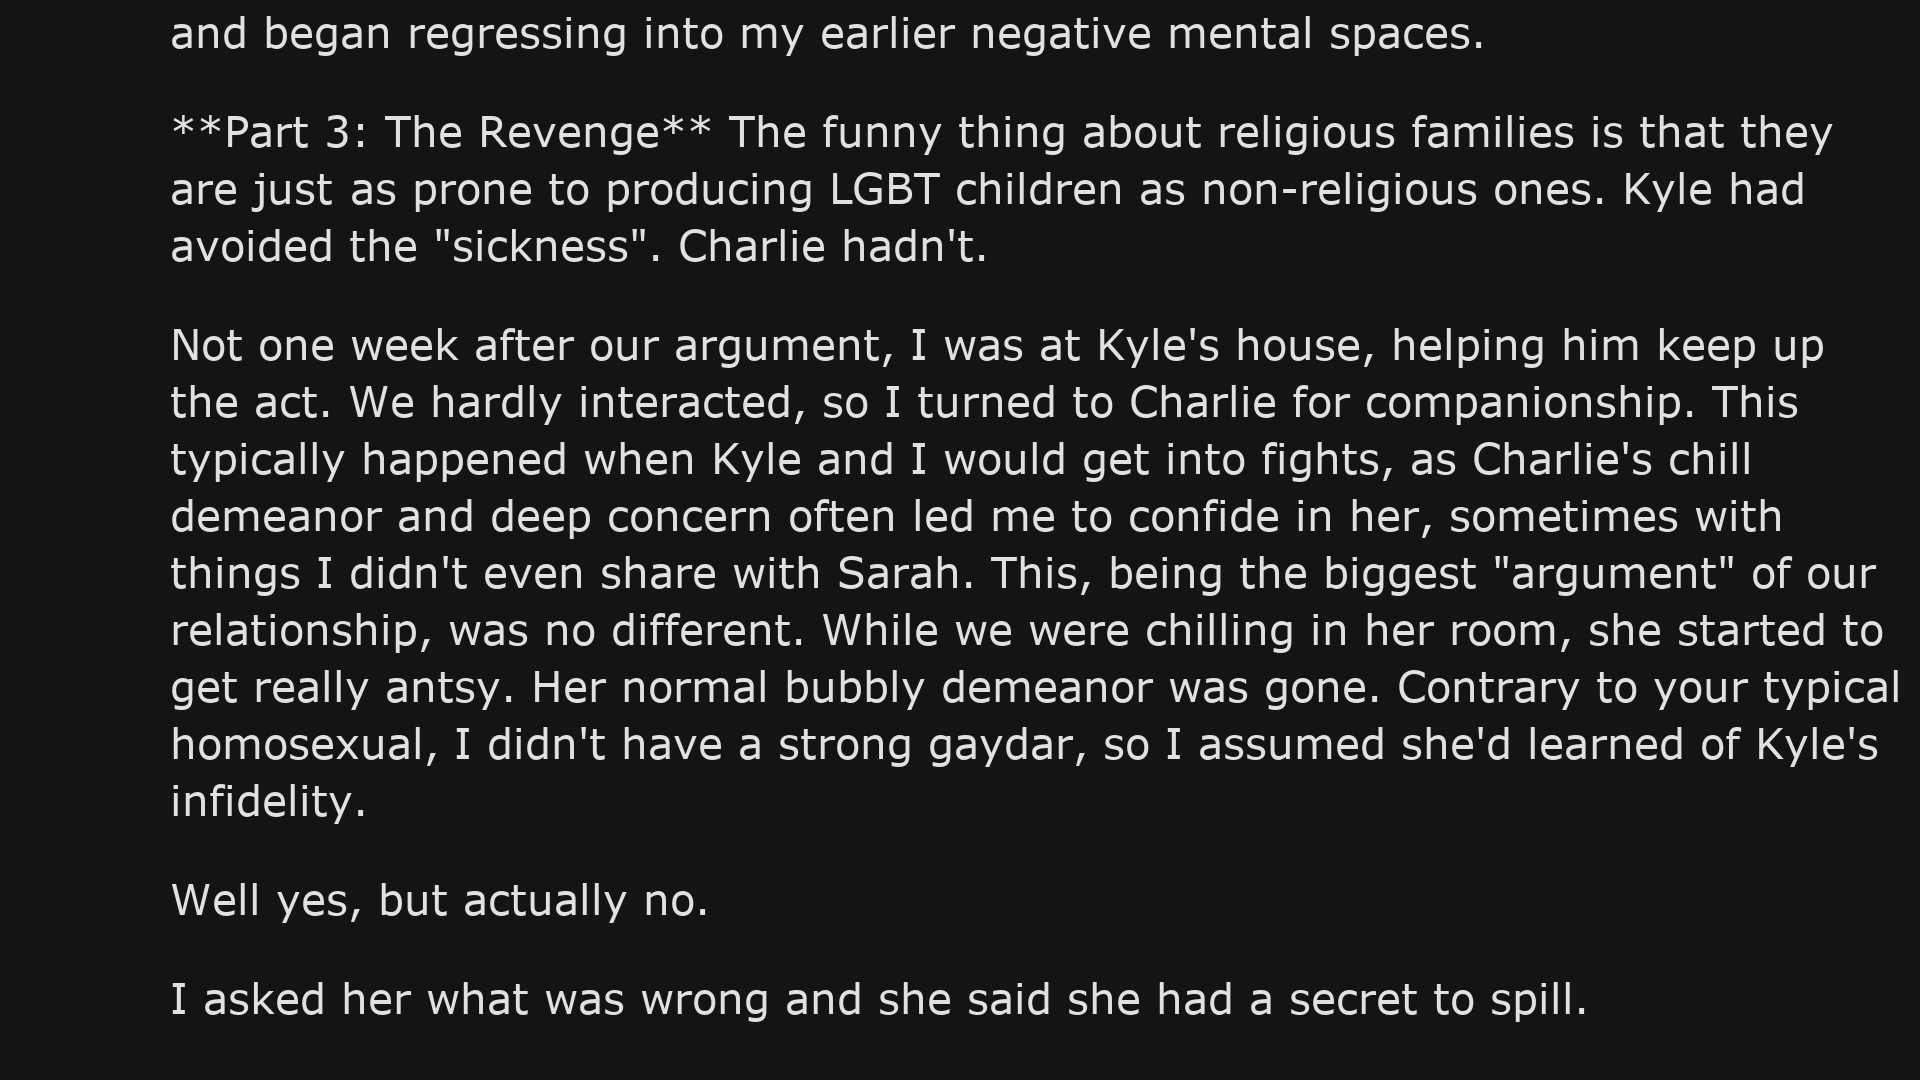 and began regressing into my earlier negative mental spaces.
**Part 3: The Revenge** The funny thing about religious families is that they
are just as prone to producing LGBT children as non-religious ones. Kyle had
avoided the "sickness". Charlie hadn't.
Not one week after our argument, I was at Kyle's house, helping him keep up
the act. We hardly interacted, so I turned to Charlie for companionship. This
typically happened when Kyle and I would get into fights, as Charlie's chill
demeanor and deep concern often led me to confide in her, sometimes with
things I didn't even share with Sarah. This, being the biggest "argument" of our
relationship, was no different. While we were chilling in her room, she started to
get really antsy. Her normal bubbly demeanor was gone. Contrary to your typical
homosexual, I didn't have a strong gaydar, so I assumed she'd learned of Kyle's
infidelity.
Well yes, but actually no.
I asked her what was wrong and she said she had a secret to spill.